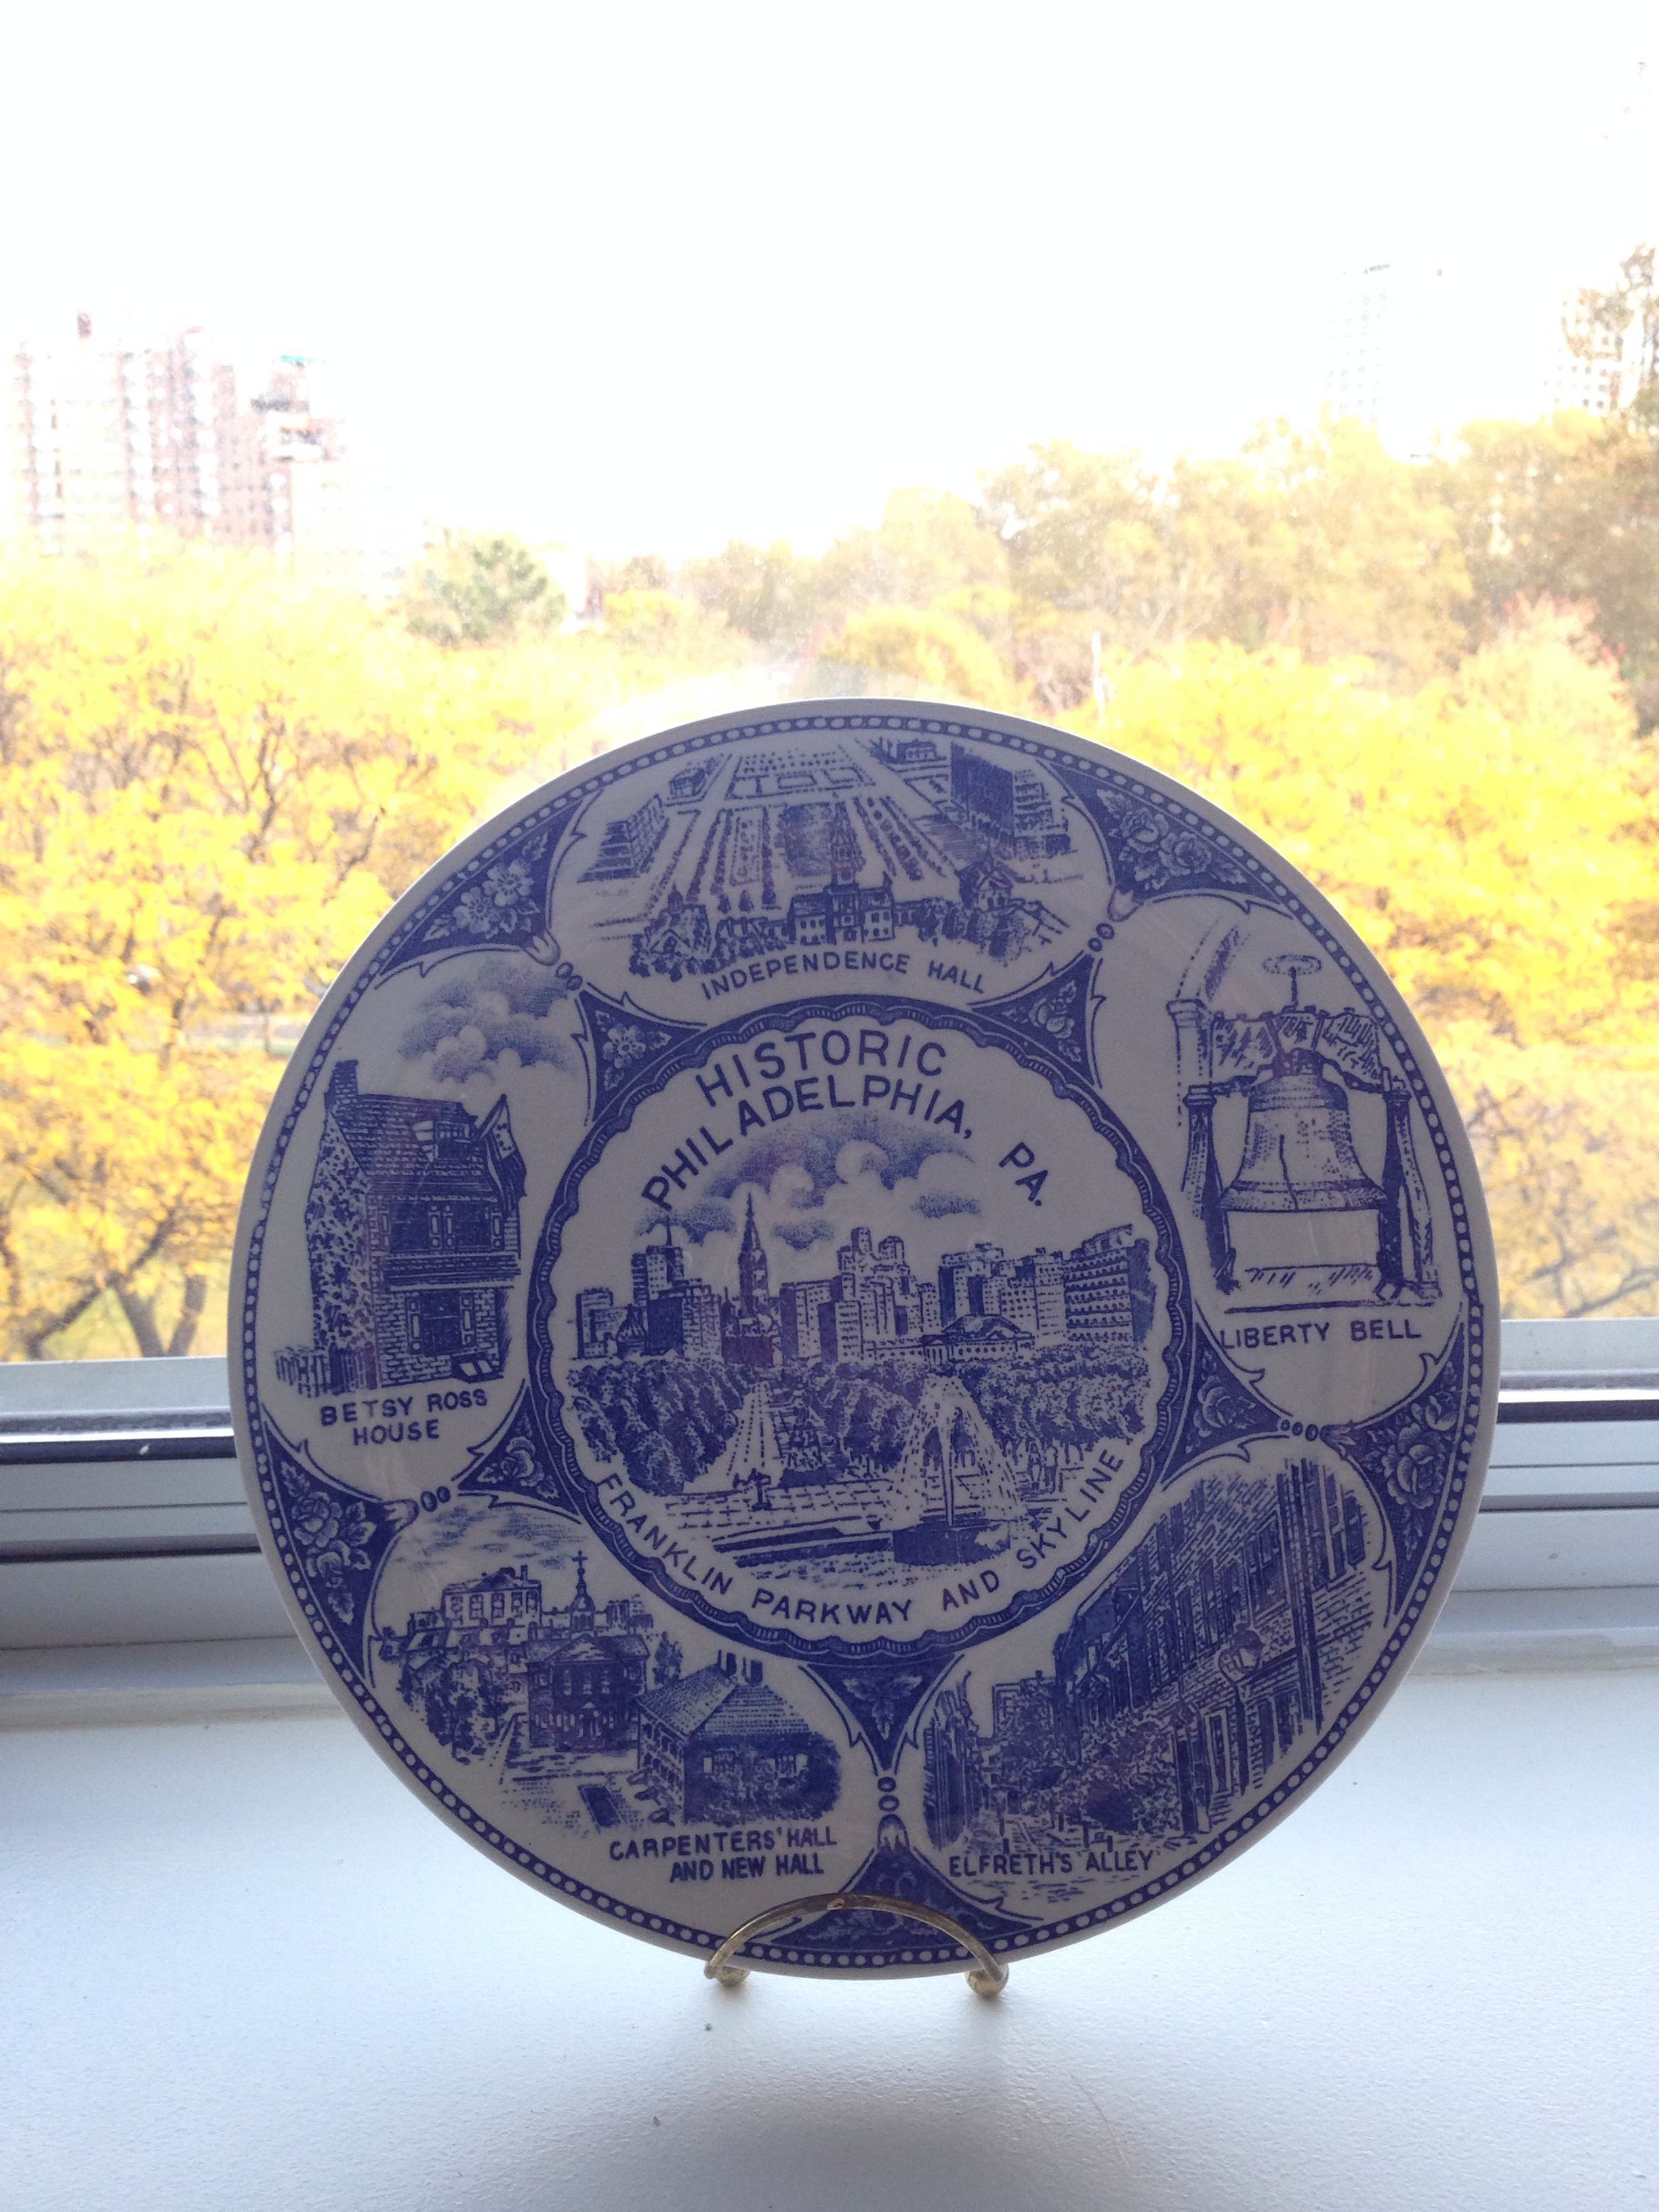 INDEPENDENCE HALL
HISTORIC
PHILADELPHIA, PA.
LIBERTY BELL
BETSY ROSS
HOUSE
FRANKLIN PARKWAY AND SKYLINE
CARPENTERS' HALL
AND NEW HALL
ELFRETH'S ALLEY